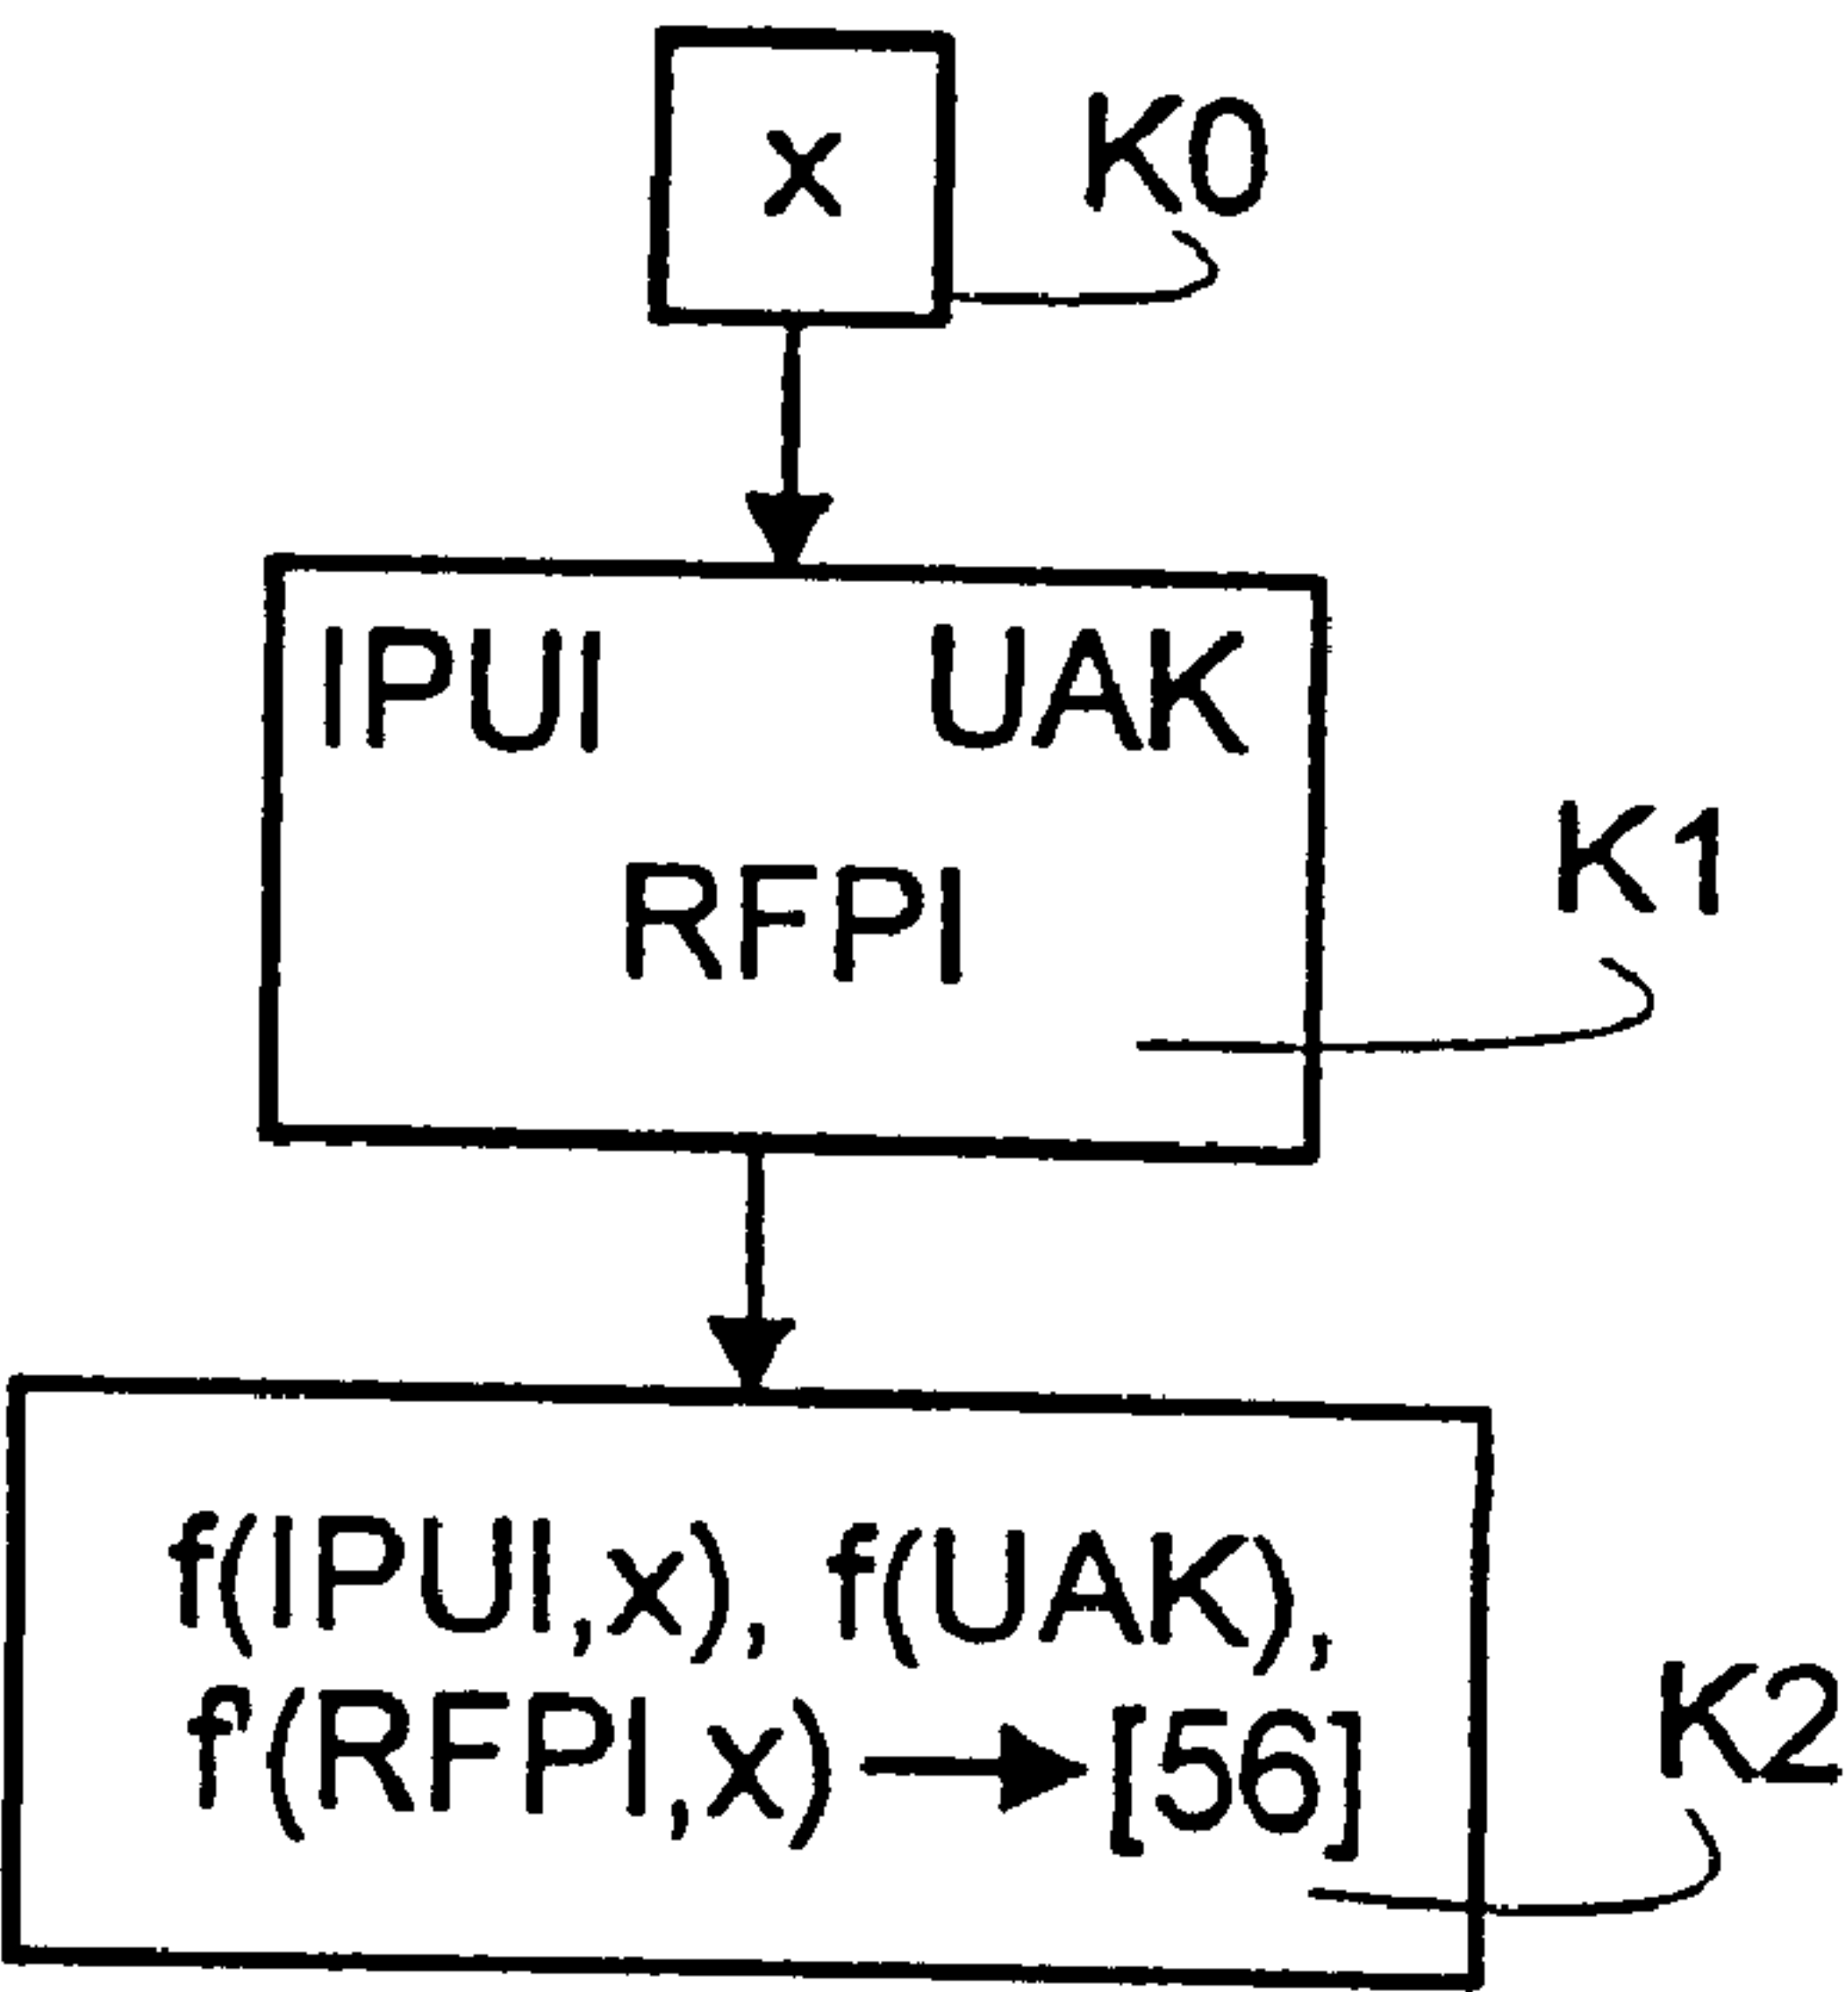 x
K0
IPUI UAK
RFPI
K1
f(IPUI,x), f(UAK),
f'(RFPI,x) → [56]
K2